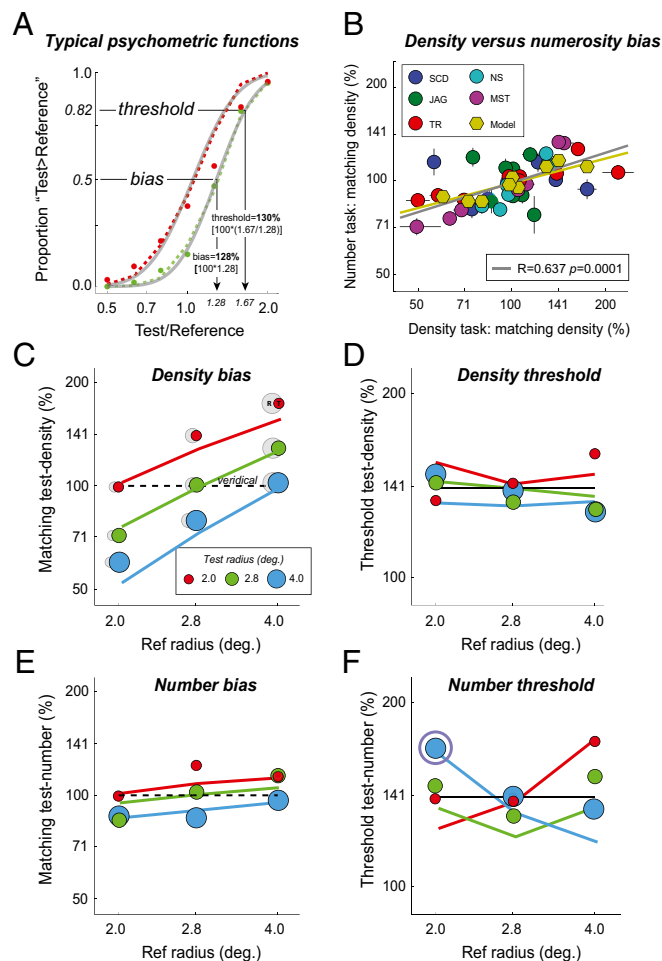 A
Typical psychometric functions
1.0
0.82
0.5
0.0
Proportion “Test>Reference”
threshold
bias
threshold=130%
[100*(1.67/1.28)]
bias=128%
[100*1.28]
0.5
0.7
1.0
1.28
1.67
2.0
Test/Reference
B
Density versus numerosity bias
200
141
100
71
50
Number task: matching density (%)
SCD
NS
JAG
MST
TR
Model
R=0.637 p=0.0001
50
71
100
141
200
Density task: matching density (%)
C
Density bias
200
141
100
71
50
Matching test-density (%)
R
T
veridical
Test radius (deg.)
2.0
2.8
4.0
2.0
2.8
4.0
Ref radius (deg.)
D
Density threshold
200
141
100
Threshold test-density (%)
2.0
2.8
4.0
Ref radius (deg.)
E
Number bias
200
141
100
71
50
Matching test-number (%)
2.0
2.8
4.0
Ref radius (deg.)
F
Number threshold
200
141
100
Threshold test-number (%)
2.0
2.8
4.0
Ref radius (deg.)